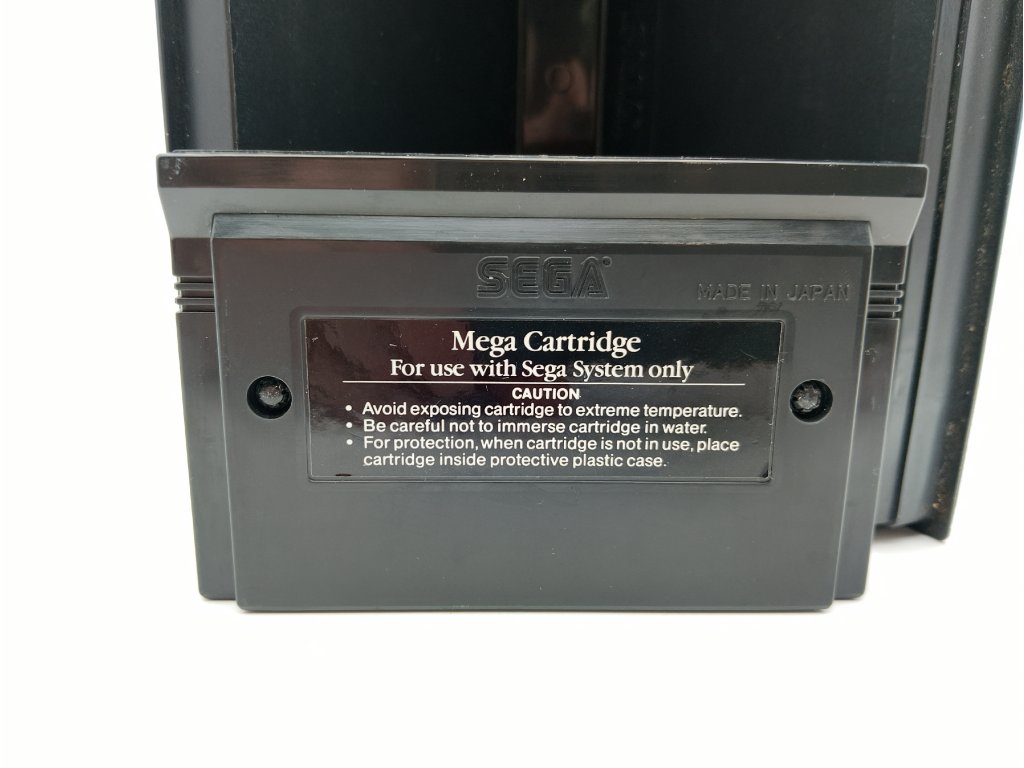 SEGA®
MADE IN JAPAN
Mega Cartridge
For use with Sega System only
CAUTION
• Avoid exposing cartridge to extreme temperature.
• Be careful not to immerse cartridge in water.
• For protection, when cartridge is not in use, place
cartridge inside protective plastic case.